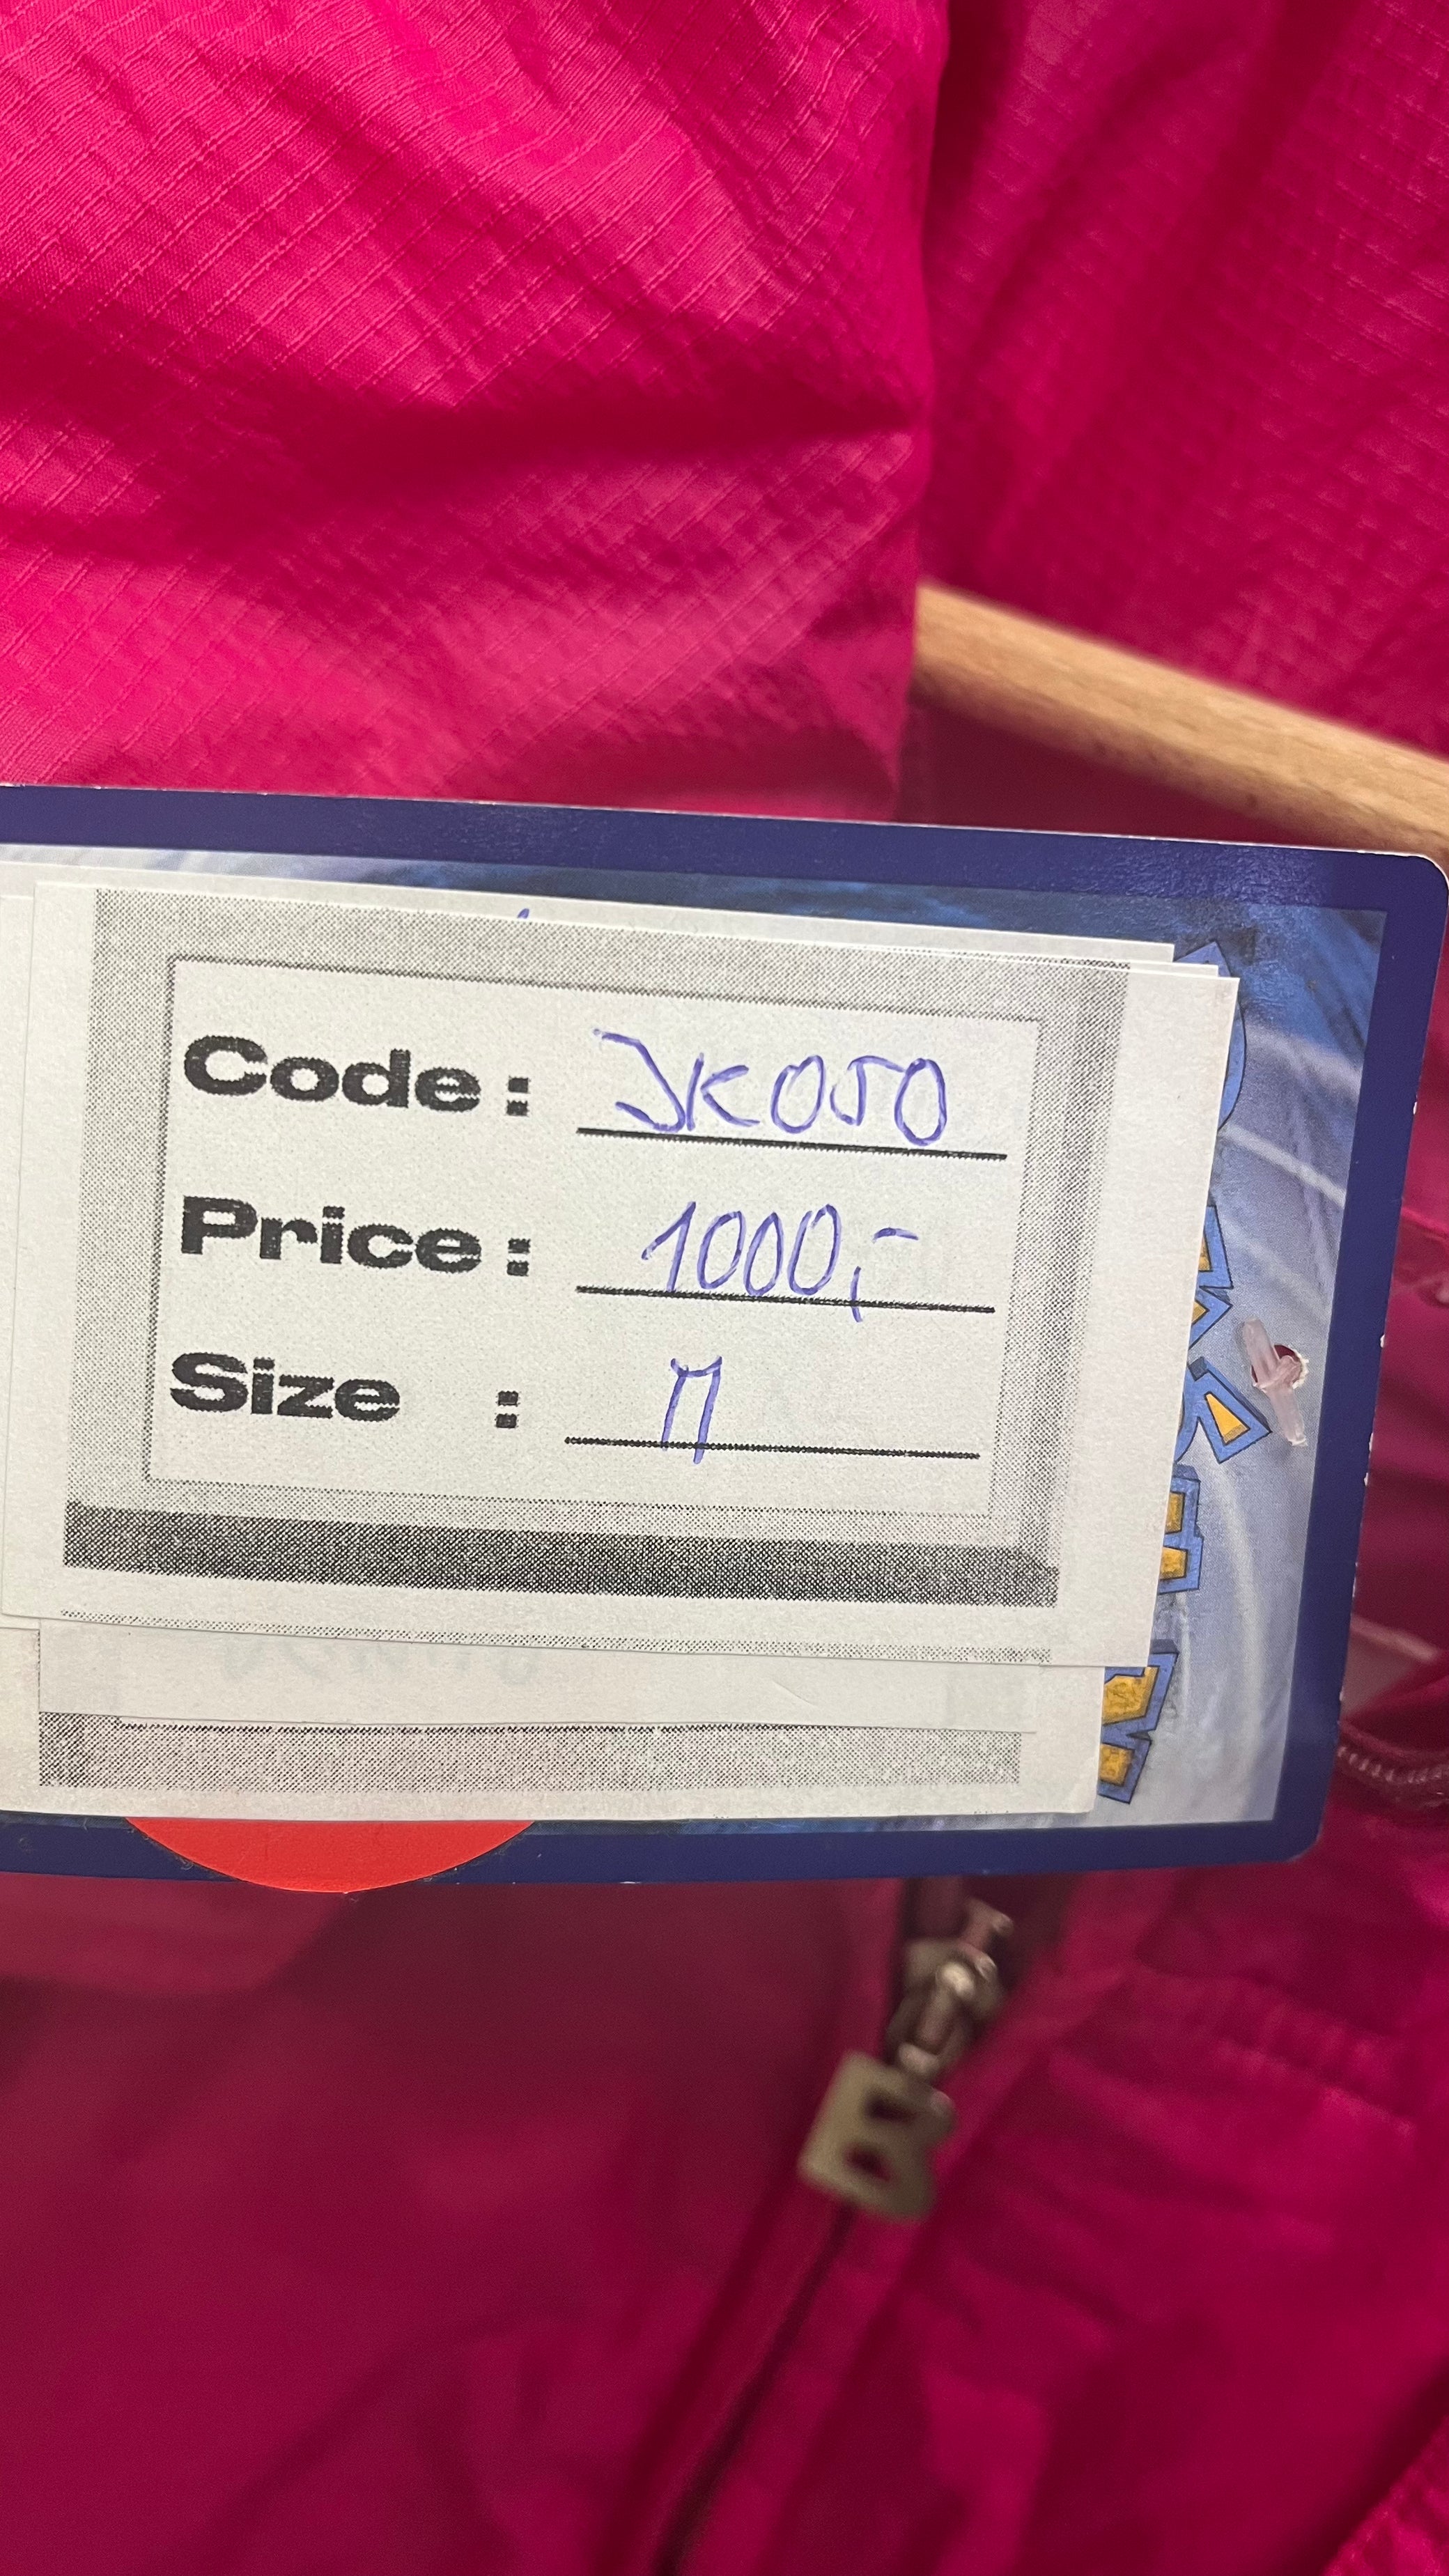 Code : JK050
Price : 1000,-
Size : M
B